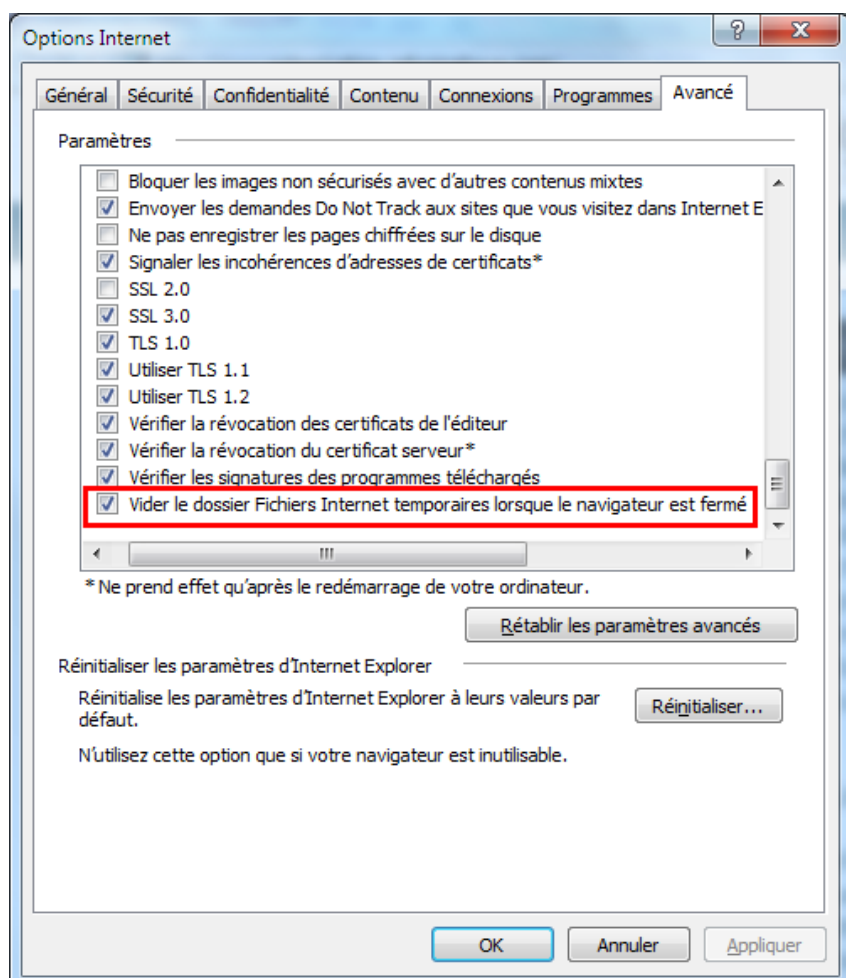 Options Internet
?
Général Sécurité Confidentialité Contenu Connexions Programmes Avancé
Paramètres
Bloquer les images non sécurisés avec d'autres contenus mixtes
Envoyer les demandes Do Not Track aux sites que vous visitez dans Internet E
Ne pas enregistrer les pages chiffrées sur le disque
Signaler les incohérences d'adresses de certificats*
SSL 2.0
SSL 3.0
TLS 1.0
Utiliser TLS 1.1
Utiliser TLS 1.2
Vérifier la révocation des certificats de l'éditeur
Vérifier la révocation du certificat serveur*
Vérifier les signatures des programmes téléchargés
Vider le dossier Fichiers Internet temporaires lorsque le navigateur est fermé
* Ne prend effet qu'après le redémarrage de votre ordinateur.
Rétablir les paramètres avancés
Réinitialiser les paramètres d'Internet Explorer
Réinitialise les paramètres d'Internet Explorer à leurs valeurs par
défaut.
Réinitialiser...
N'utilisez cette option que si votre navigateur est inutilisable.
OK Annuler Appliquer